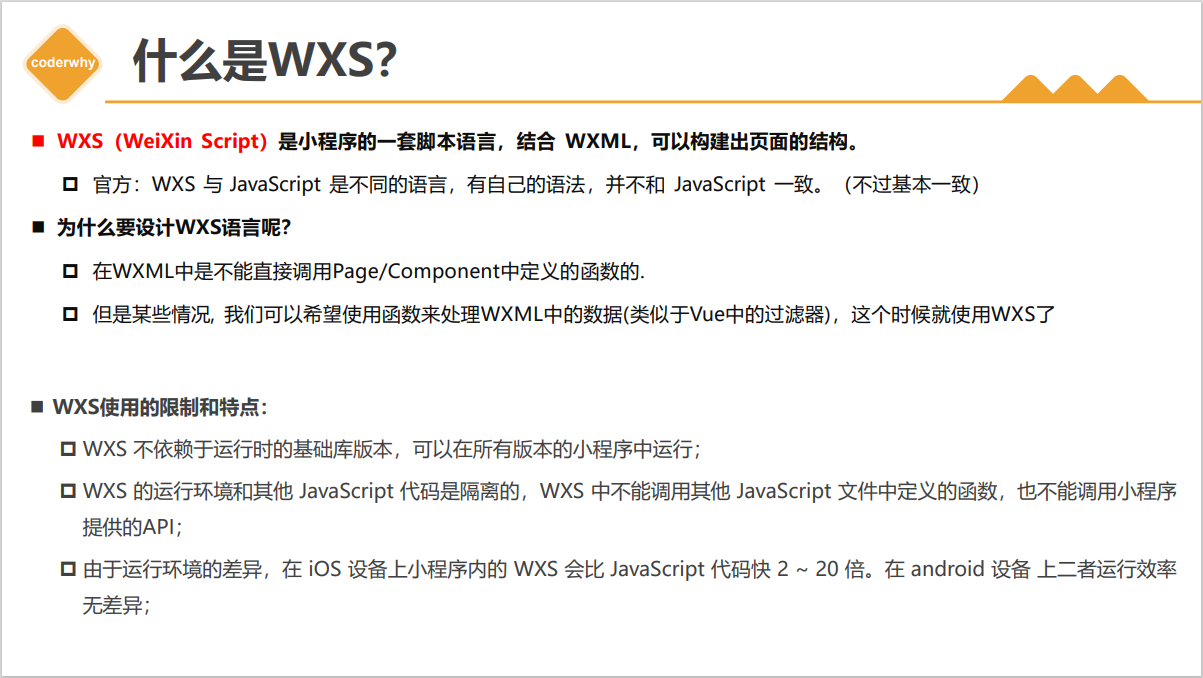 coderwhy
什么是WXS?
WXS（WeiXin Script）是小程序的一套脚本语言，结合 WXML，可以构建出页面的结构。
官方：WXS 与 JavaScript 是不同的语言，有自己的语法，并不和 JavaScript 一致。（不过基本一致）
为什么要设计WXS语言呢?
在WXML中是不能直接调用Page/Component中定义的函数的.
但是某些情况, 我们可以希望使用函数来处理WXML中的数据(类似于Vue中的过滤器)，这个时候就使用WXS了
WXS使用的限制和特点：
WXS 不依赖于运行时的基础库版本，可以在所有版本的小程序中运行；
WXS 的运行环境和其他 JavaScript 代码是隔离的，WXS 中不能调用其他 JavaScript 文件中定义的函数，也不能调用小程序
提供的API；
由于运行环境的差异，在 iOS 设备上小程序内的 WXS 会比 JavaScript 代码快 2 ~ 20 倍。在 android 设备 上二者运行效率
无差异；